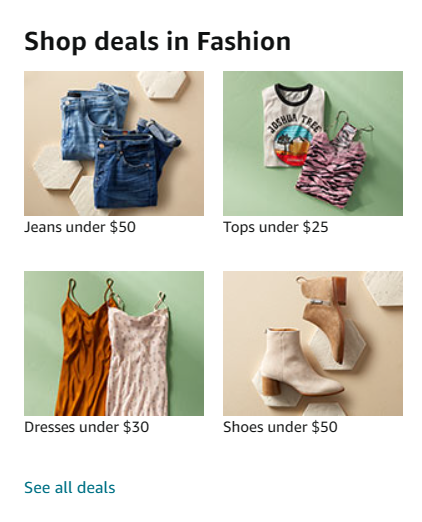 Shop deals in Fashion
JOSHUA TREE
Jeans under $50
Tops under $25
Dresses under $30
Shoes under $50
See all deals